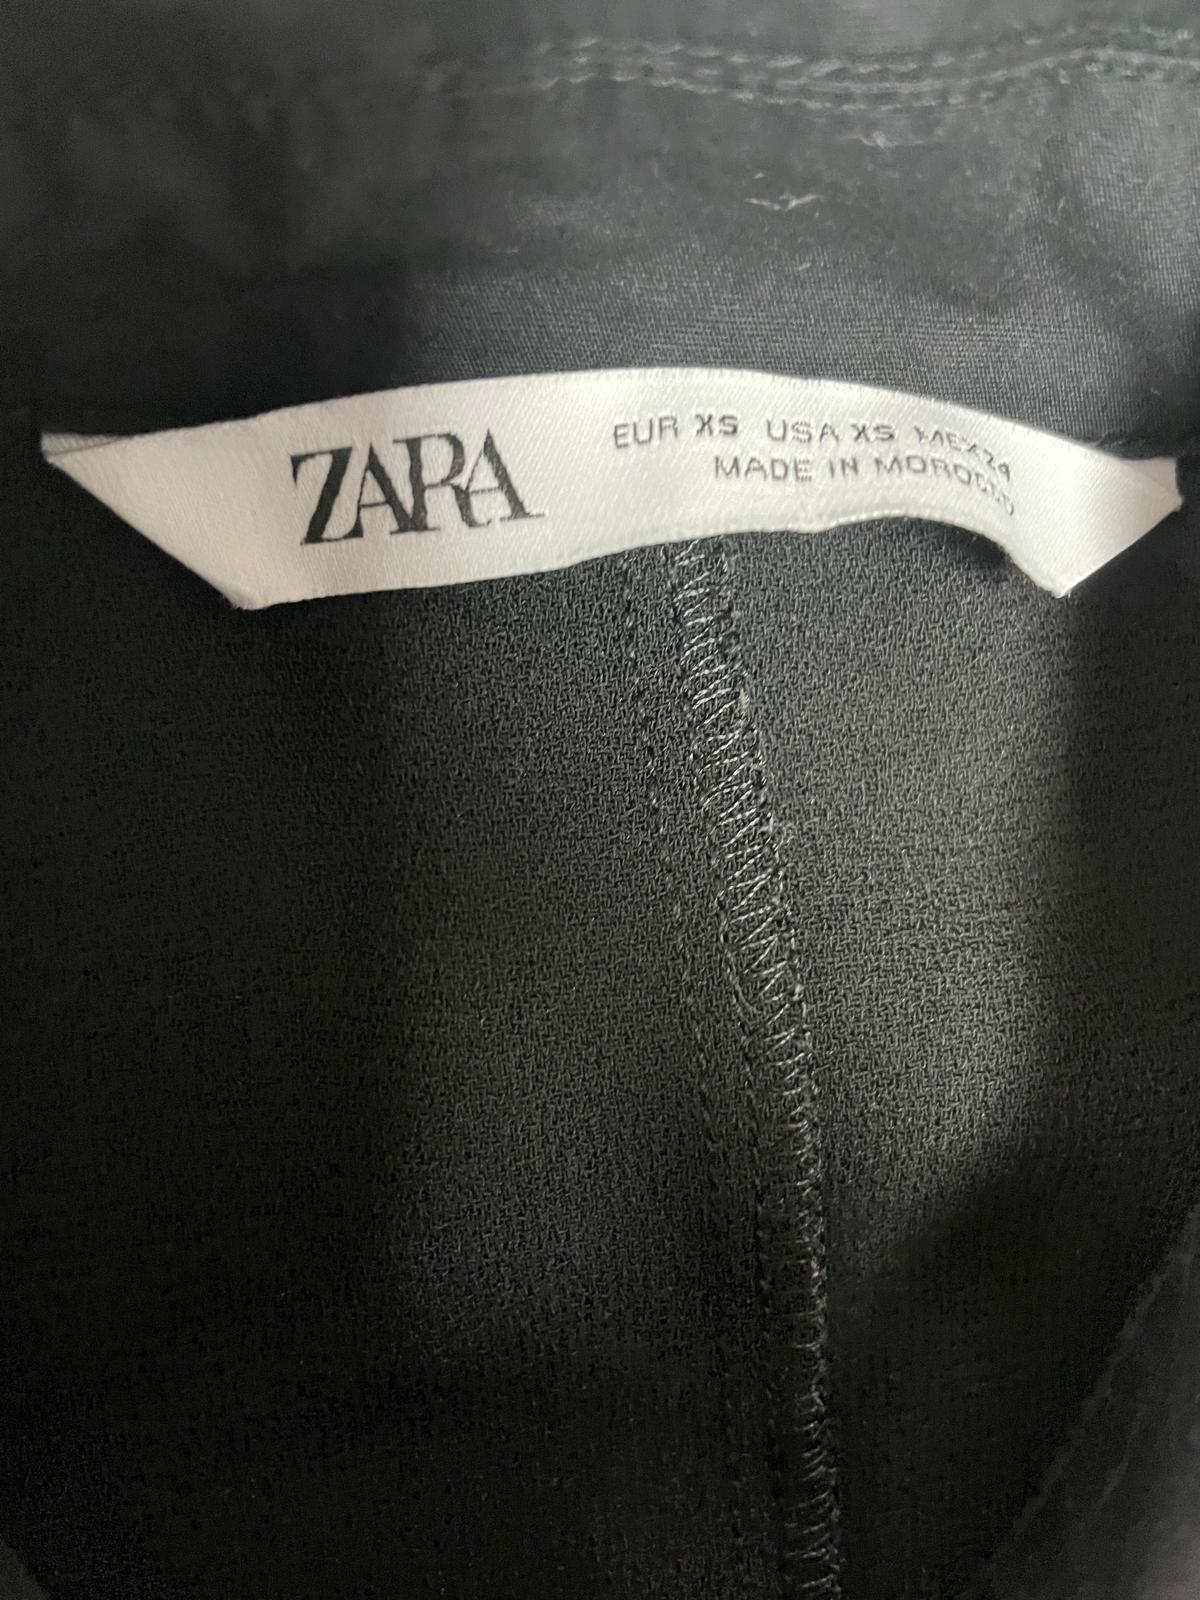 ZARA
EUR XS USA XS MEX 24
MADE IN MOROCCO